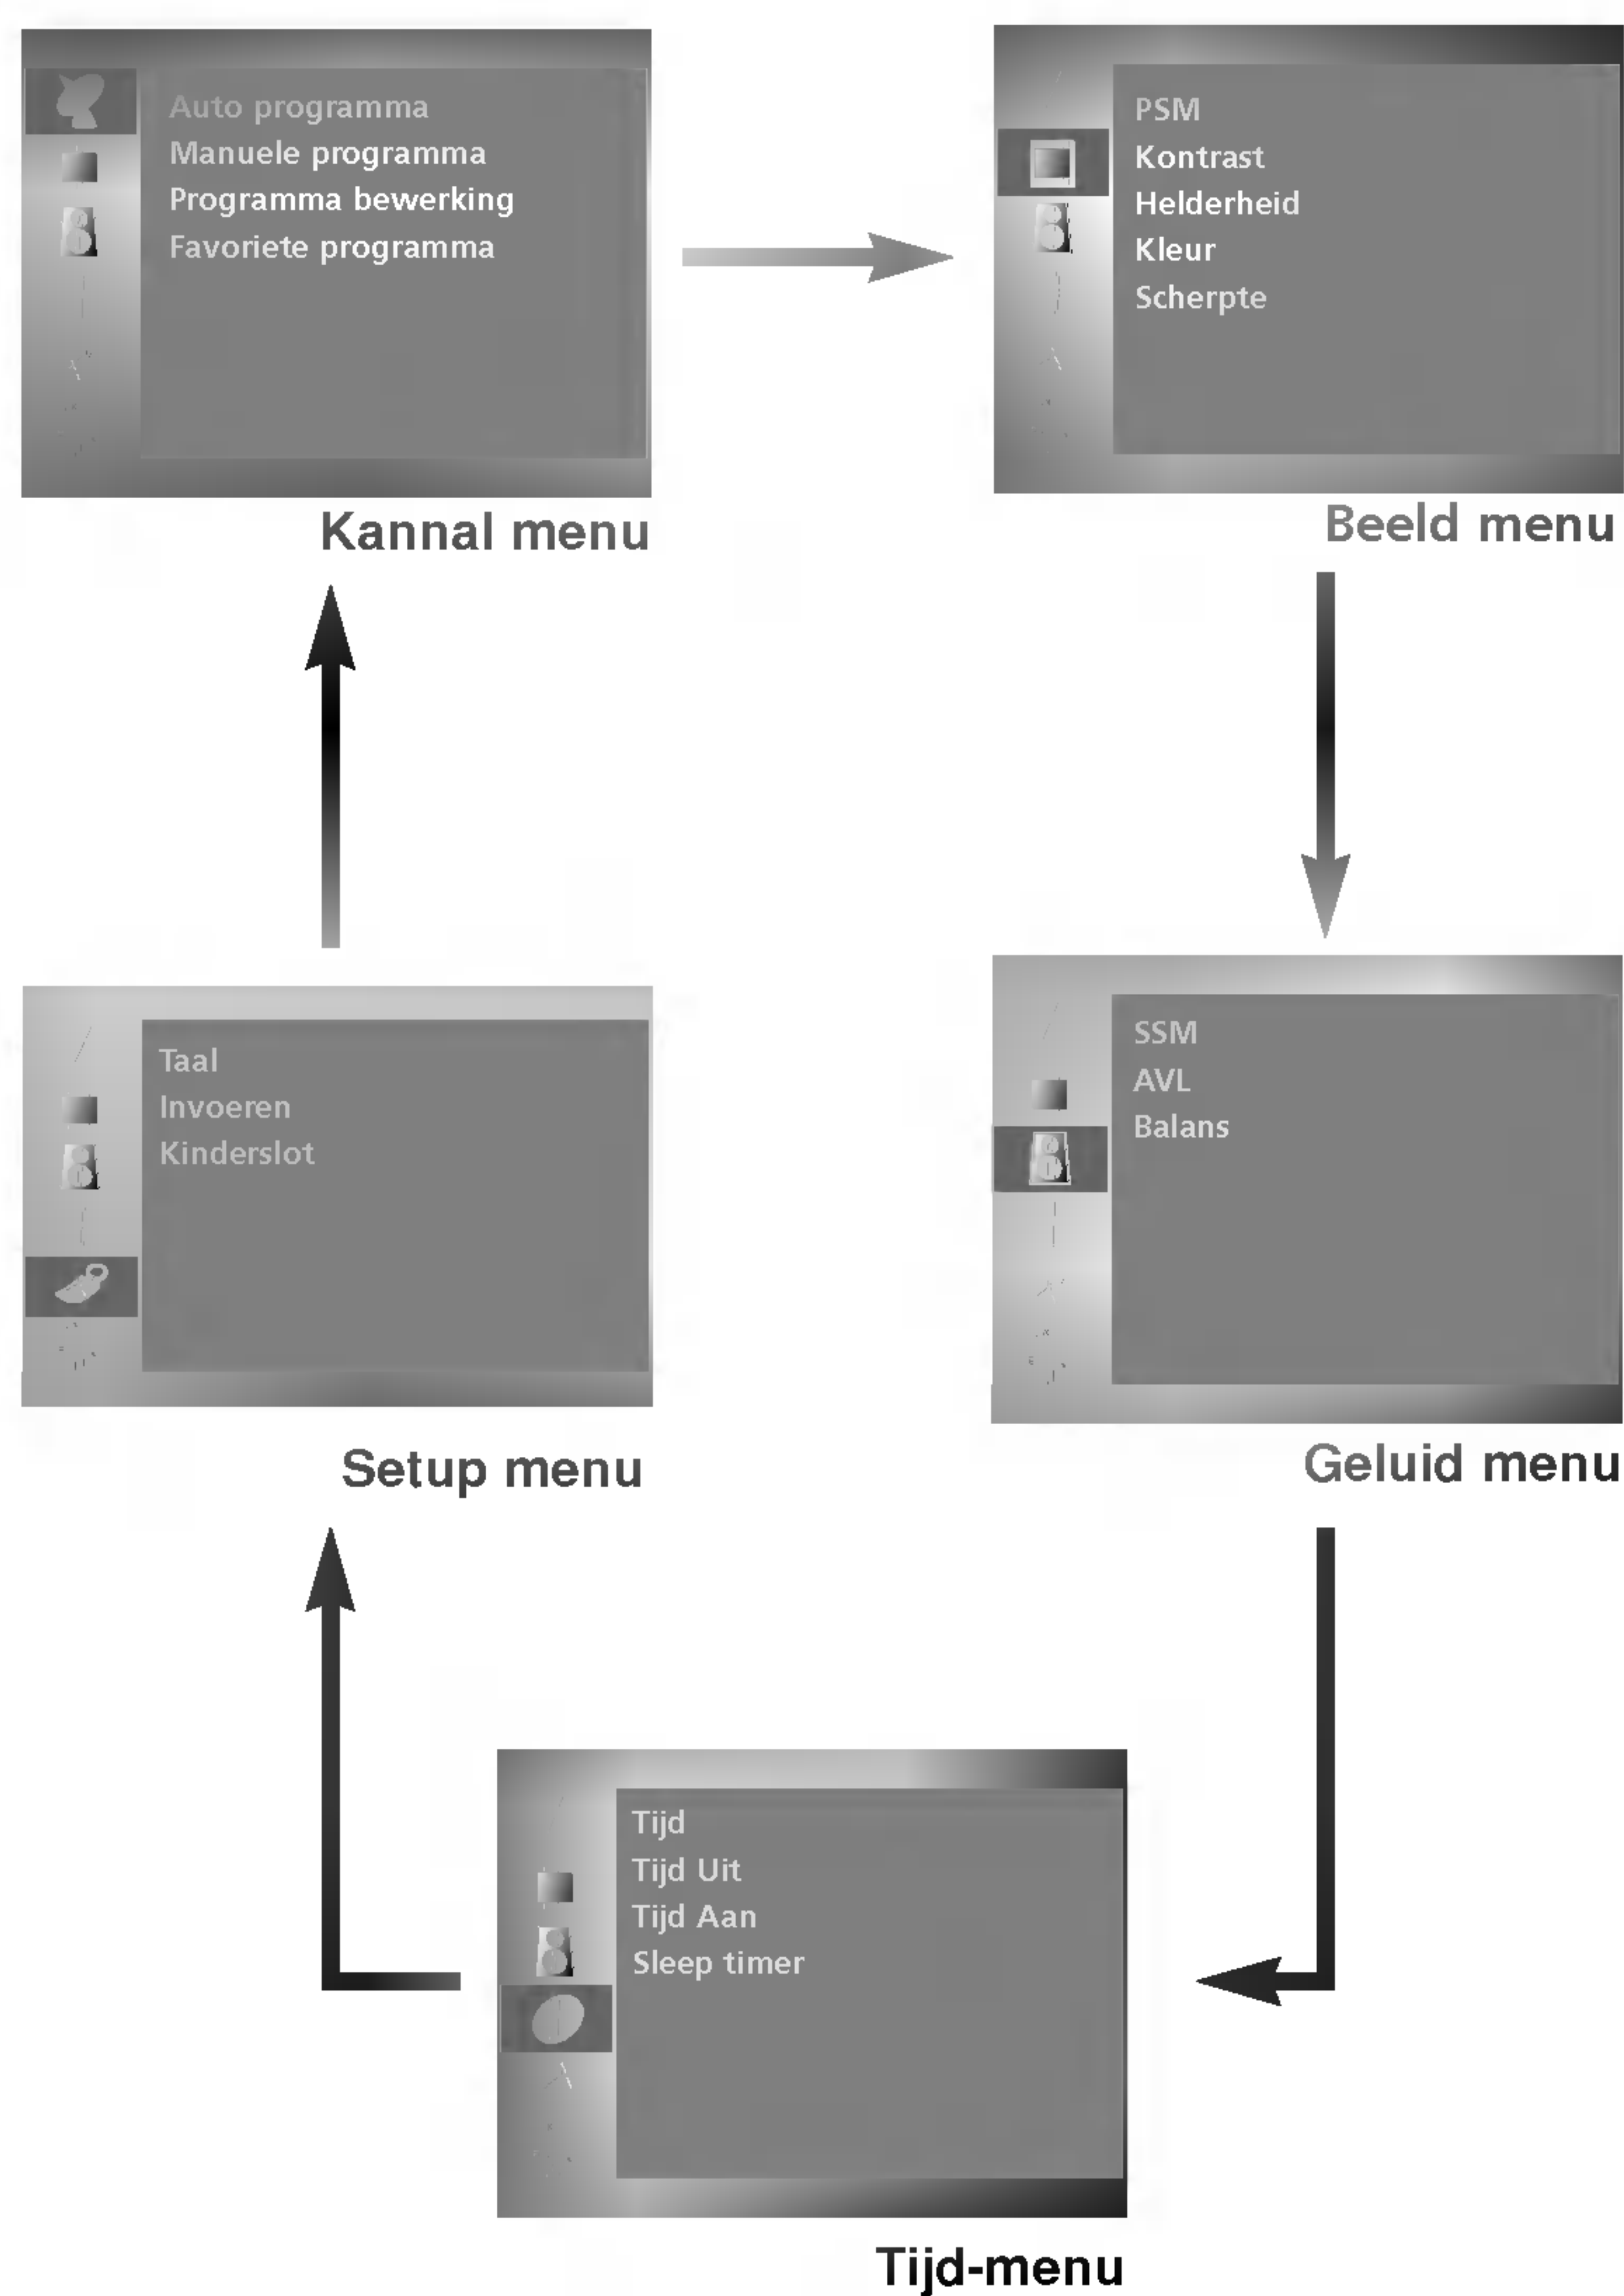 Auto programma
Manuele programma
Programma bewerking
Favoriete programma
Kannal menu
PSM
Kontrast
Helderheid
Kleur
Scherpte
Beeld menu
Taal
Invoeren
Kinderslot
Setup menu
SSM
AVL
Balans
Geluid menu
Tijd
Tijd Uit
Tijd Aan
Sleep timer
Tijd-menu